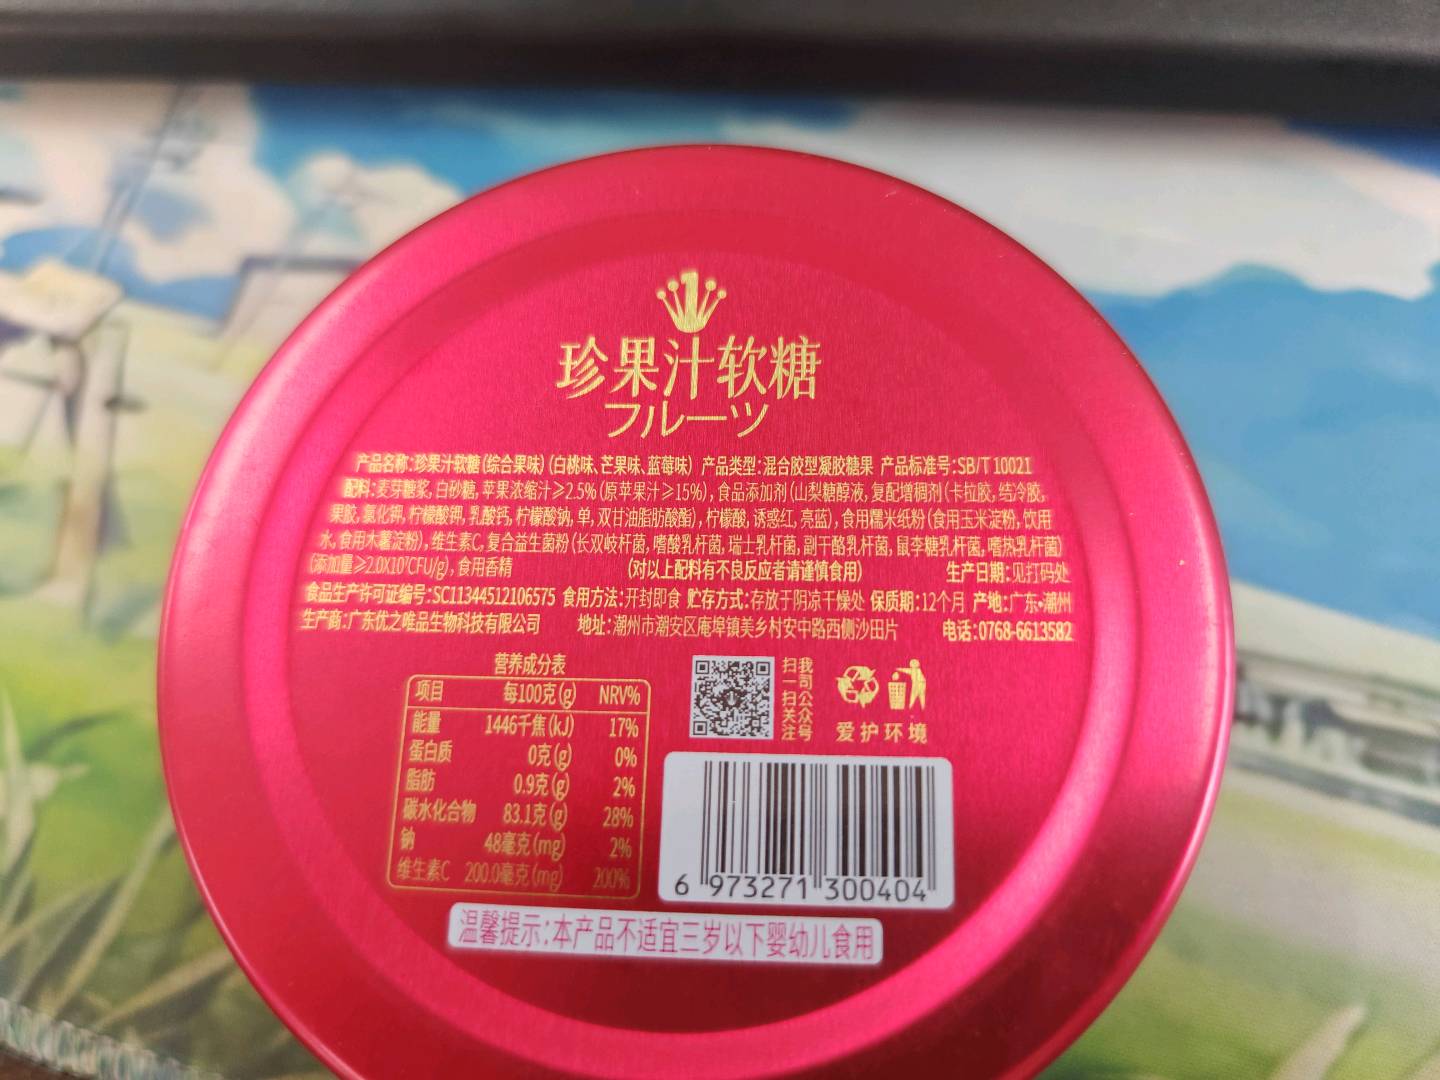 1
珍果汁软糖
フルーツ
产品名称:珍果汁软糖(综合果味)(白桃味、芒果味、蓝莓味) 产品类型:混合胶型凝胶糖果 产品标准号:SB/T 10021
配料:麦芽糖浆,白砂糖,苹果浓缩汁≥2.5%(原苹果汁≥15%),食品添加剂(山梨糖醇液,复配增稠剂(卡拉胶,结冷胶,
果胶,氯化钾,柠檬酸钾,乳酸钙,柠檬酸钠,单,双甘油脂肪酸酯),柠檬酸,诱惑红,亮蓝),食用糯米纸粉(食用玉米淀粉,饮用
水,食用木薯淀粉),维生素C,复合益生菌粉(长双岐杆菌,嗜酸乳杆菌,瑞士乳杆菌,副干酪乳杆菌,鼠李糖乳杆菌,嗜热乳杆菌)
(添加量≥2.0X10⁷CFU/g),食用香精 (对以上配料有不良反应者请谨慎食用) 生产日期:见打码处
食品生产许可证编号:SC11344512106575 食用方法:开封即食 贮存方式:存放于阴凉干燥处 保质期:12个月 产地:广东·潮州
生产商:广东优之唯品生物科技有限公司 地址:潮州市潮安区庵埠镇美乡村安中路西侧沙田片 电话:0768-6613582
营养成分表
项目 每100克(g) NRV%
能量 1446千焦(kJ) 17%
蛋白质 0克(g) 0%
脂肪 0.9克(g) 2%
碳水化合物 83.1克(g) 28%
钠 48毫克(mg) 2%
维生素C 200.0毫克(mg) 200%
扫一扫关注
我司公众号
爱护环境
6 973271 300404
温馨提示:本产品不适宜三岁以下婴幼儿食用